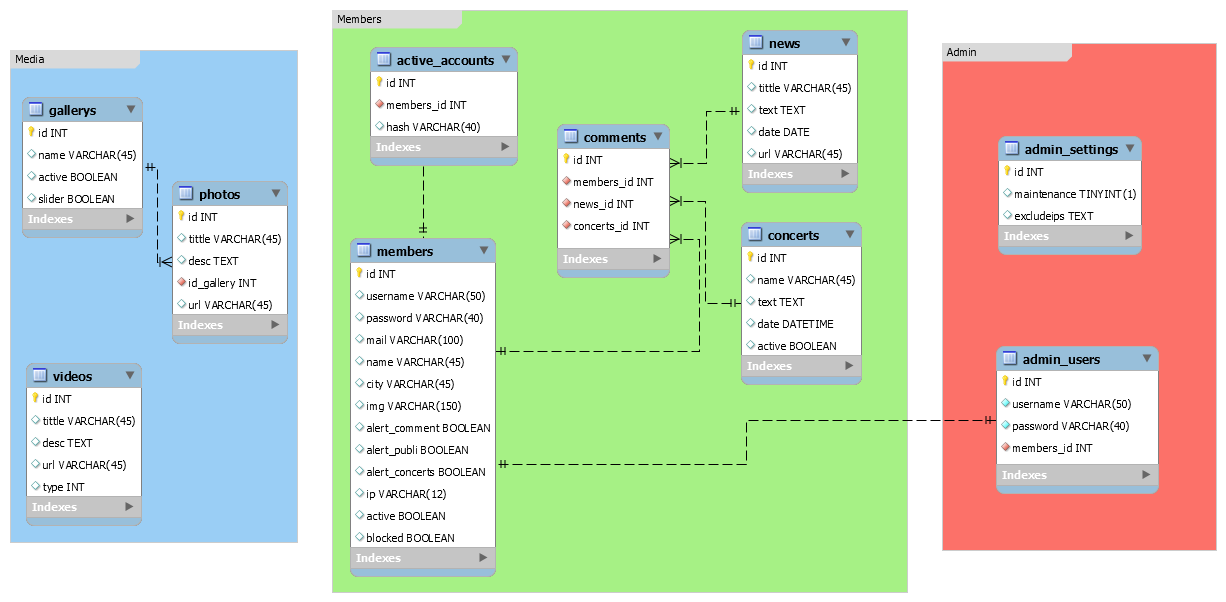 Media
gallerys
id INT
name VARCHAR(45)
active BOOLEAN
slider BOOLEAN
Indexes
photos
id INT
tittle VARCHAR(45)
desc TEXT
id_gallery INT
url VARCHAR(45)
Indexes
videos
id INT
tittle VARCHAR(45)
desc TEXT
url VARCHAR(45)
type INT
Indexes
Members
active_accounts
id INT
members_id INT
hash VARCHAR(40)
Indexes
members
id INT
username VARCHAR(50)
password VARCHAR(40)
mail VARCHAR(100)
name VARCHAR(45)
city VARCHAR(45)
img VARCHAR(150)
alert_comment BOOLEAN
alert_publi BOOLEAN
alert_concerts BOOLEAN
ip VARCHAR(12)
active BOOLEAN
blocked BOOLEAN
Indexes
comments
id INT
members_id INT
news_id INT
concerts_id INT
Indexes
news
id INT
tittle VARCHAR(45)
text TEXT
date DATE
url VARCHAR(45)
Indexes
concerts
id INT
name VARCHAR(45)
text TEXT
date DATETIME
active BOOLEAN
Indexes
Admin
admin_settings
id INT
maintenance TINYINT(1)
excludeips TEXT
Indexes
admin_users
id INT
username VARCHAR(50)
password VARCHAR(40)
members_id INT
Indexes